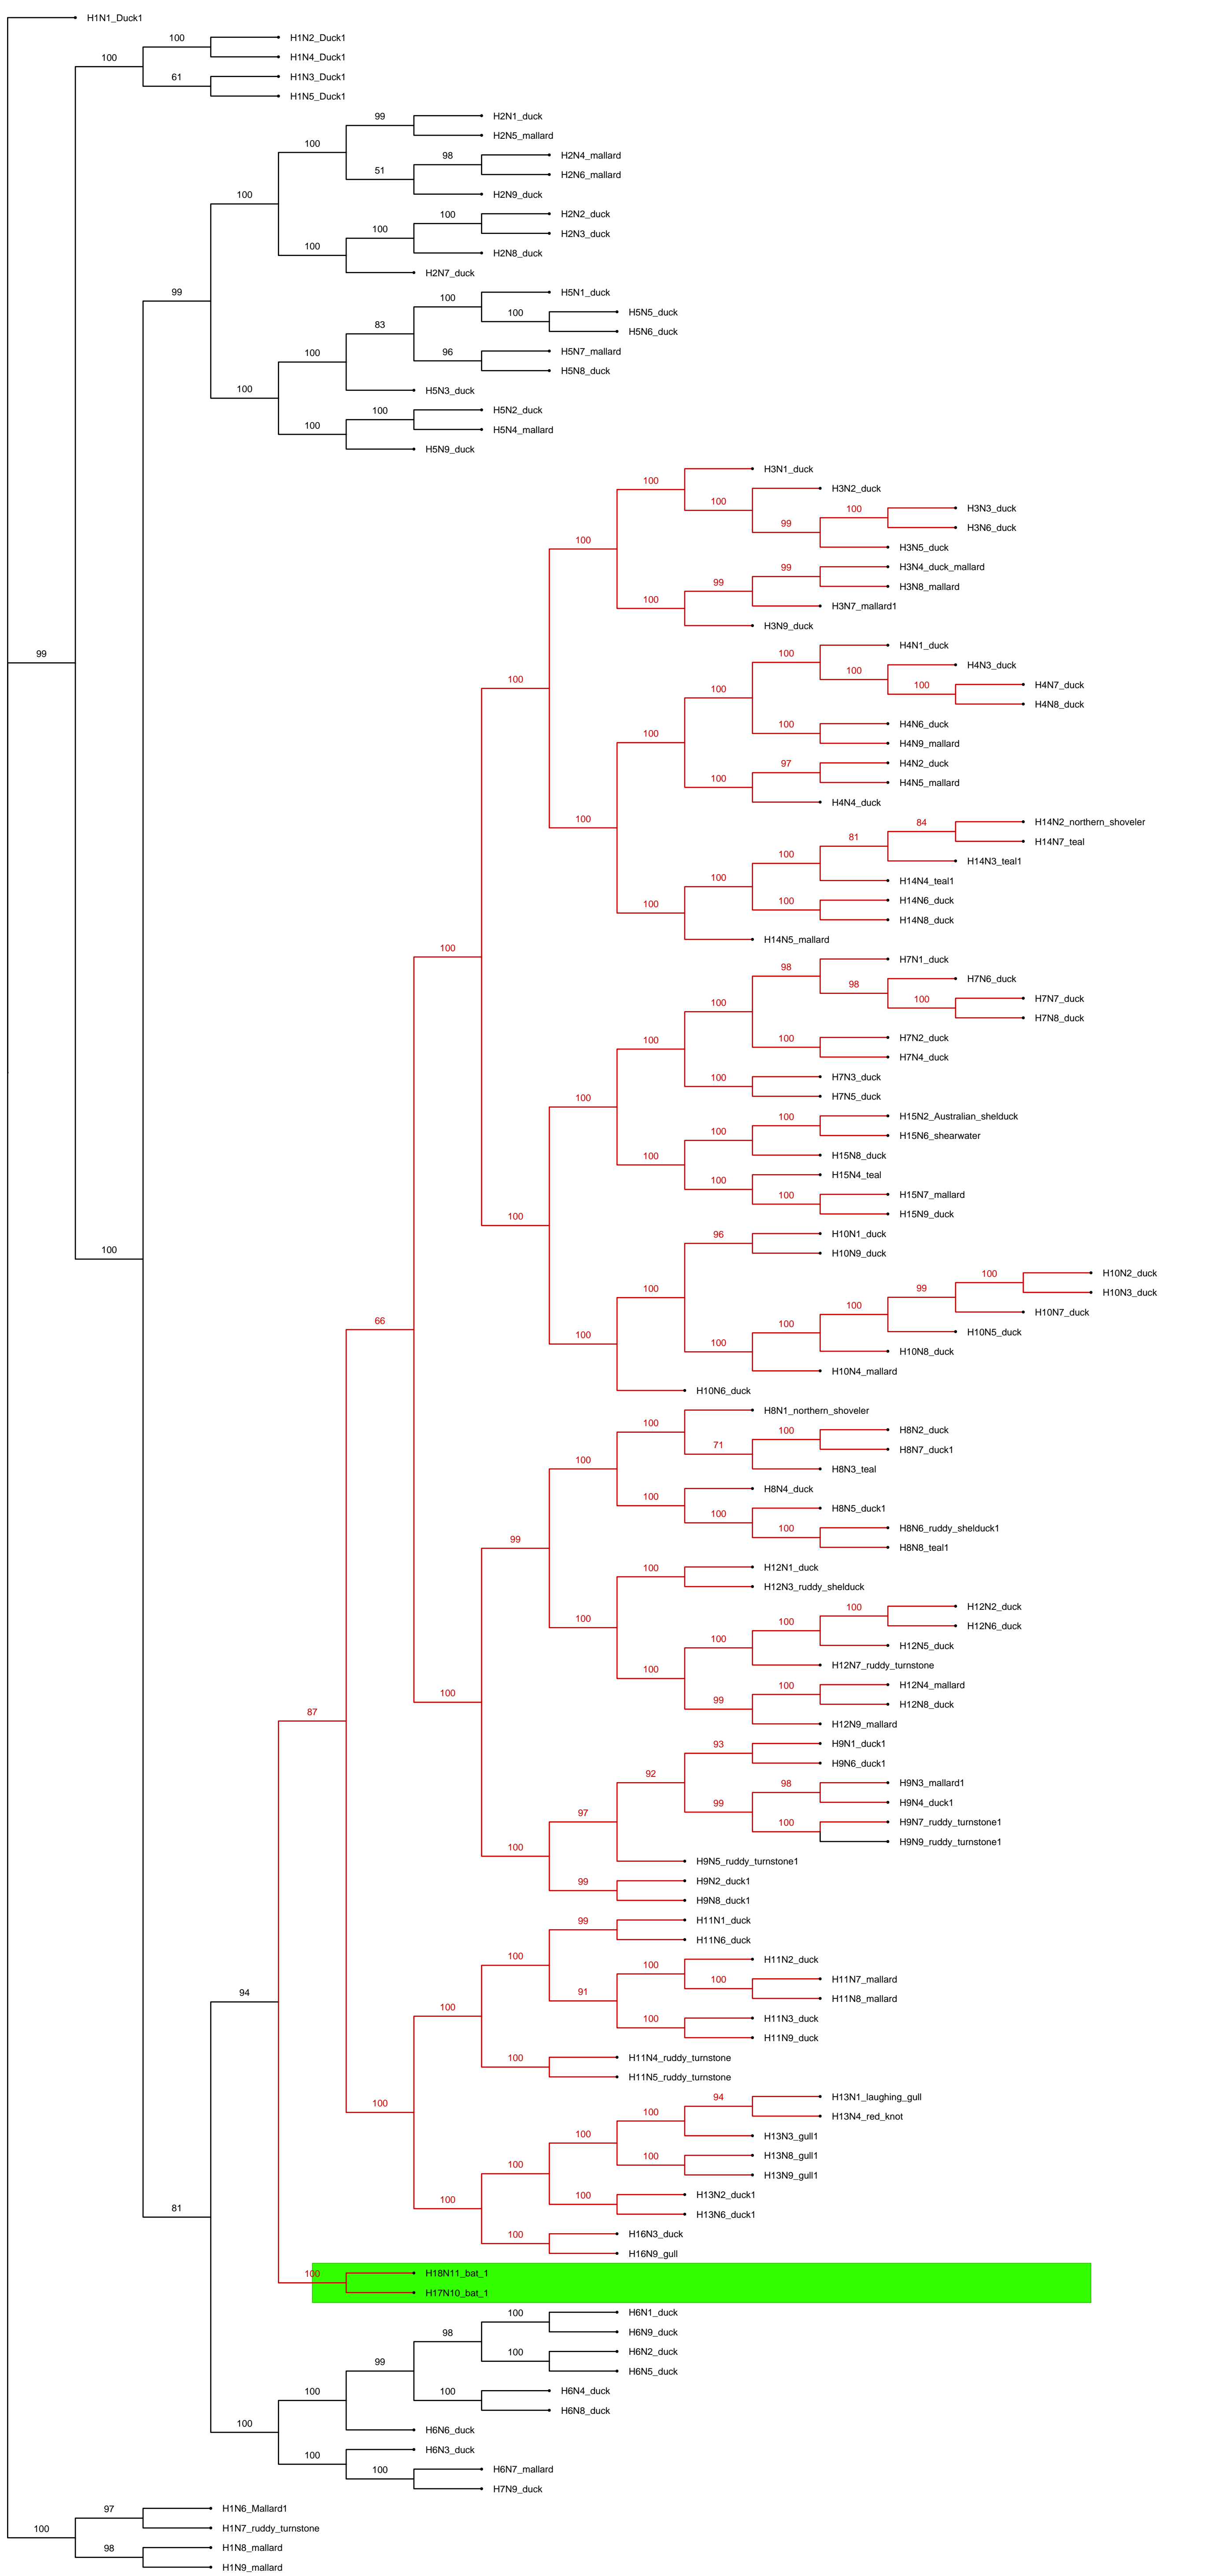 H1N1_Duck1
H1N2_Duck1
100
H1N4_Duck1
100
H1N3_Duck1
61
H1N5_Duck1
H2N1_duck
99
H2N5_mallard
100
H2N4_mallard
98
51
H2N6_mallard
H2N9_duck
100
H2N2_duck
100
100
H2N3_duck
100
H2N8_duck
H2N7_duck
99
H5N1_duck
100
H5N5_duck
100
83
H5N6_duck
H5N7_mallard
96
100
H5N8_duck
100
H5N3_duck
H5N2_duck
100
100
H5N4_mallard
H5N9_duck
H3N1_duck
100
H3N2_duck
100
H3N3_duck
100
99
H3N6_duck
100
H3N5_duck
H3N4_duck_mallard
99
99
H3N8_mallard
100
H3N7_mallard1
H3N9_duck
H4N1_duck
100
99
H4N3_duck
100
100
H4N7_duck
100
100
H4N8_duck
H4N6_duck
100
100
H4N9_mallard
H4N2_duck
97
100
H4N5_mallard
H4N4_duck
100
H14N2_northern_shoveler
84
81
H14N7_teal
100
H14N3_teal1
100
H14N4_teal1
H14N6_duck
100
100
H14N8_duck
H14N5_mallard
100
H7N1_duck
98
H7N6_duck
98
H7N7_duck
100
100
H7N8_duck
H7N2_duck
100
100
H7N4_duck
H7N3_duck
100
H7N5_duck
100
H15N2_Australian_shelduck
100
H15N6_shearwater
100
H15N8_duck
100
H15N4_teal
100
H15N7_mallard
100
H15N9_duck
100
H10N1_duck
96
100
H10N9_duck
H10N2_duck
100
100
H10N3_duck
99
H10N7_duck
100
H10N5_duck
100
66
100
H10N8_duck
100
H10N4_mallard
H10N6_duck
H8N1_northern_shoveler
100
H8N2_duck
100
71
H8N7_duck1
100
H8N3_teal
H8N4_duck
100
H8N5_duck1
100
H8N6_ruddy_shelduck1
100
99
H8N8_teal1
H12N1_duck
100
H12N3_ruddy_shelduck
H12N2_duck
100
100
H12N6_duck
100
H12N5_duck
100
H12N7_ruddy_turnstone
100
H12N4_mallard
100
100
99
H12N8_duck
87
H12N9_mallard
H9N1_duck1
93
H9N6_duck1
92
H9N3_mallard1
98
H9N4_duck1
99
97
H9N7_ruddy_turnstone1
100
H9N9_ruddy_turnstone1
100
H9N5_ruddy_turnstone1
H9N2_duck1
99
H9N8_duck1
H11N1_duck
99
H11N6_duck
100
H11N2_duck
100
H11N7_mallard
100
91
94
H11N8_mallard
100
H11N3_duck
100
H11N9_duck
H11N4_ruddy_turnstone
100
H11N5_ruddy_turnstone
H13N1_laughing_gull
94
100
H13N4_red_knot
100
H13N3_gull1
100
H13N8_gull1
100
H13N9_gull1
H13N2_duck1
100
100
81
H13N6_duck1
H16N3_duck
100
H16N9_gull
H18N11_bat_1
100
H17N10_bat_1
H6N1_duck
100
H6N9_duck
98
H6N2_duck
100
99
H6N5_duck
H6N4_duck
100
100
H6N8_duck
100
H6N6_duck
H6N3_duck
100
H6N7_mallard
100
H7N9_duck
H1N6_Mallard1
97
H1N7_ruddy_turnstone
100
H1N8_mallard
98
H1N9_mallard